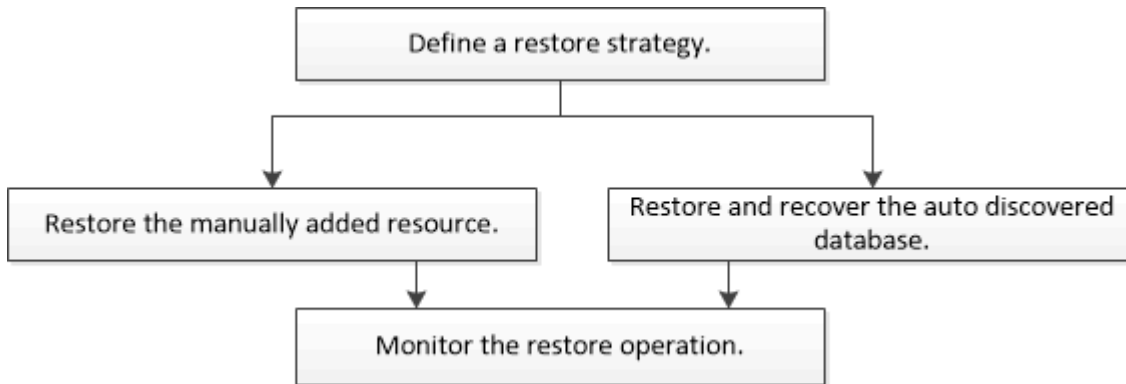 Define a restore strategy.
Restore the manually added resource.
Restore and recover the auto discovered
database.
Monitor the restore operation.